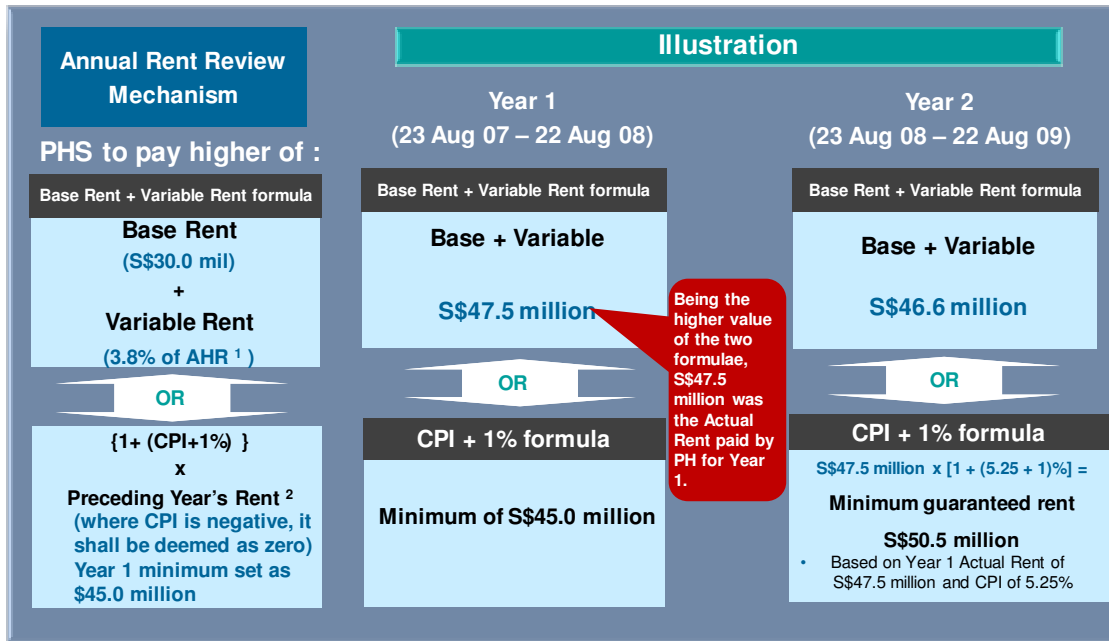 Annual Rent Review
Mechanism
PHS to pay higher of :
Base Rent + Variable Rent formula
Base Rent
(S$30.0 mil)
+
Variable Rent
(3.8% of AHR ¹ )
OR
{1+ (CPI+1%) }
x
Preceding Year's Rent ²
(where CPI is negative, it
shall be deemed as zero)
Year 1 minimum set as
$45.0 million
Illustration
Year 1
(23 Aug 07 – 22 Aug 08)
Base Rent + Variable Rent formula
Base + Variable
S$47.5 million
OR
CPI + 1% formula
Minimum of S$45.0 million
Being the
higher value
of the two
formulae,
S$47.5
million was
the Actual
Rent paid by
PH for Year
1.
Year 2
(23 Aug 08 – 22 Aug 09)
Base Rent + Variable Rent formula
Base + Variable
S$46.6 million
OR
CPI + 1% formula
S$47.5 million x [1 + (5.25 + 1)%] =
Minimum guaranteed rent
S$50.5 million
• Based on Year 1 Actual Rent of
S$47.5 million and CPI of 5.25%